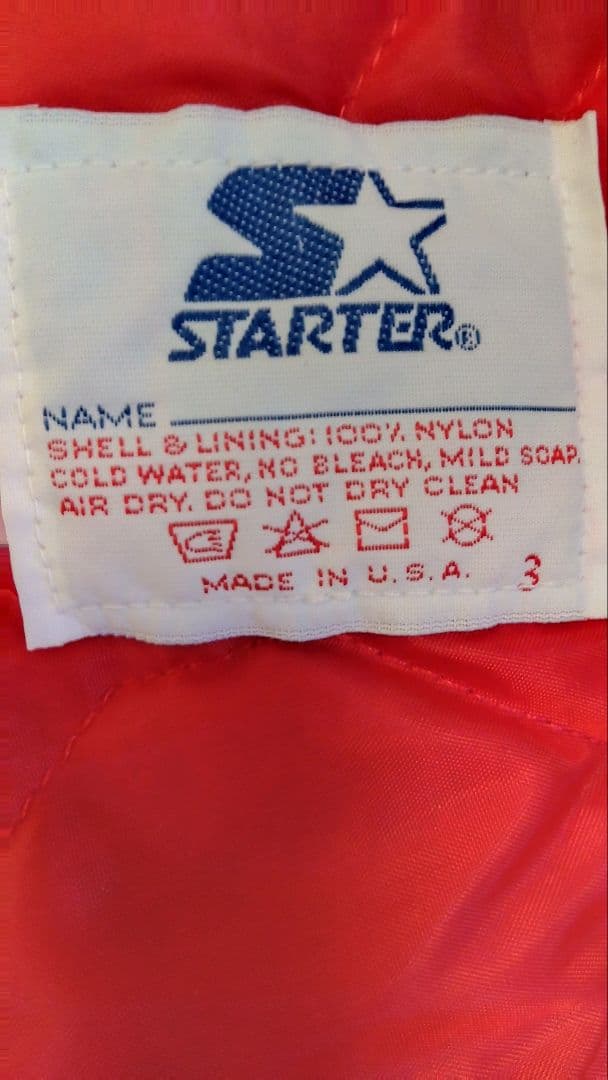 STARTER®
NAME
SHELL & LINING: 100% NYLON
COLD WATER, NO BLEACH, MILD SOAP.
AIR DRY. DO NOT DRY CLEAN
MADE IN U.S.A. 3